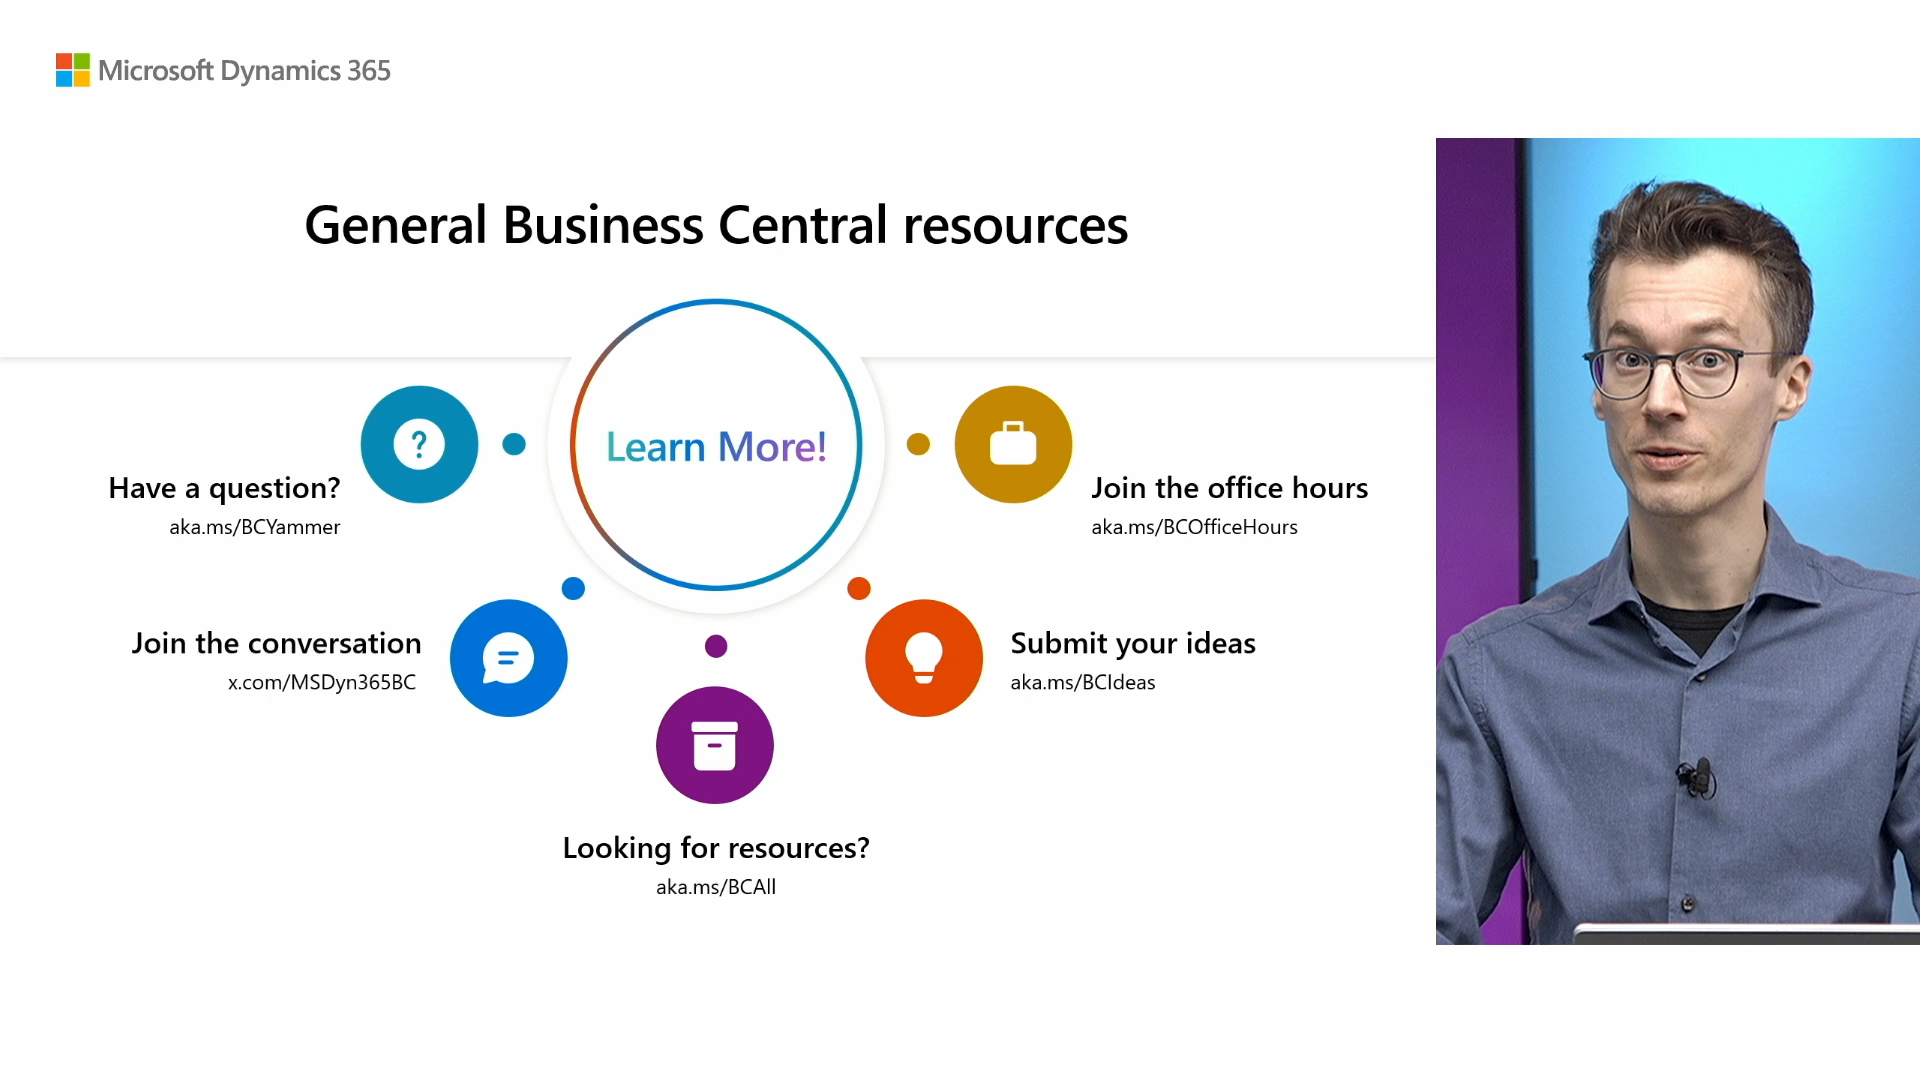 Microsoft Dynamics 365
General Business Central resources
Learn More!
Have a question?
aka.ms/BCYammer
Join the conversation
x.com/MSDyn365BC
Looking for resources?
aka.ms/BCAll
Submit your ideas
aka.ms/BCIdeas
Join the office hours
aka.ms/BCOfficeHours